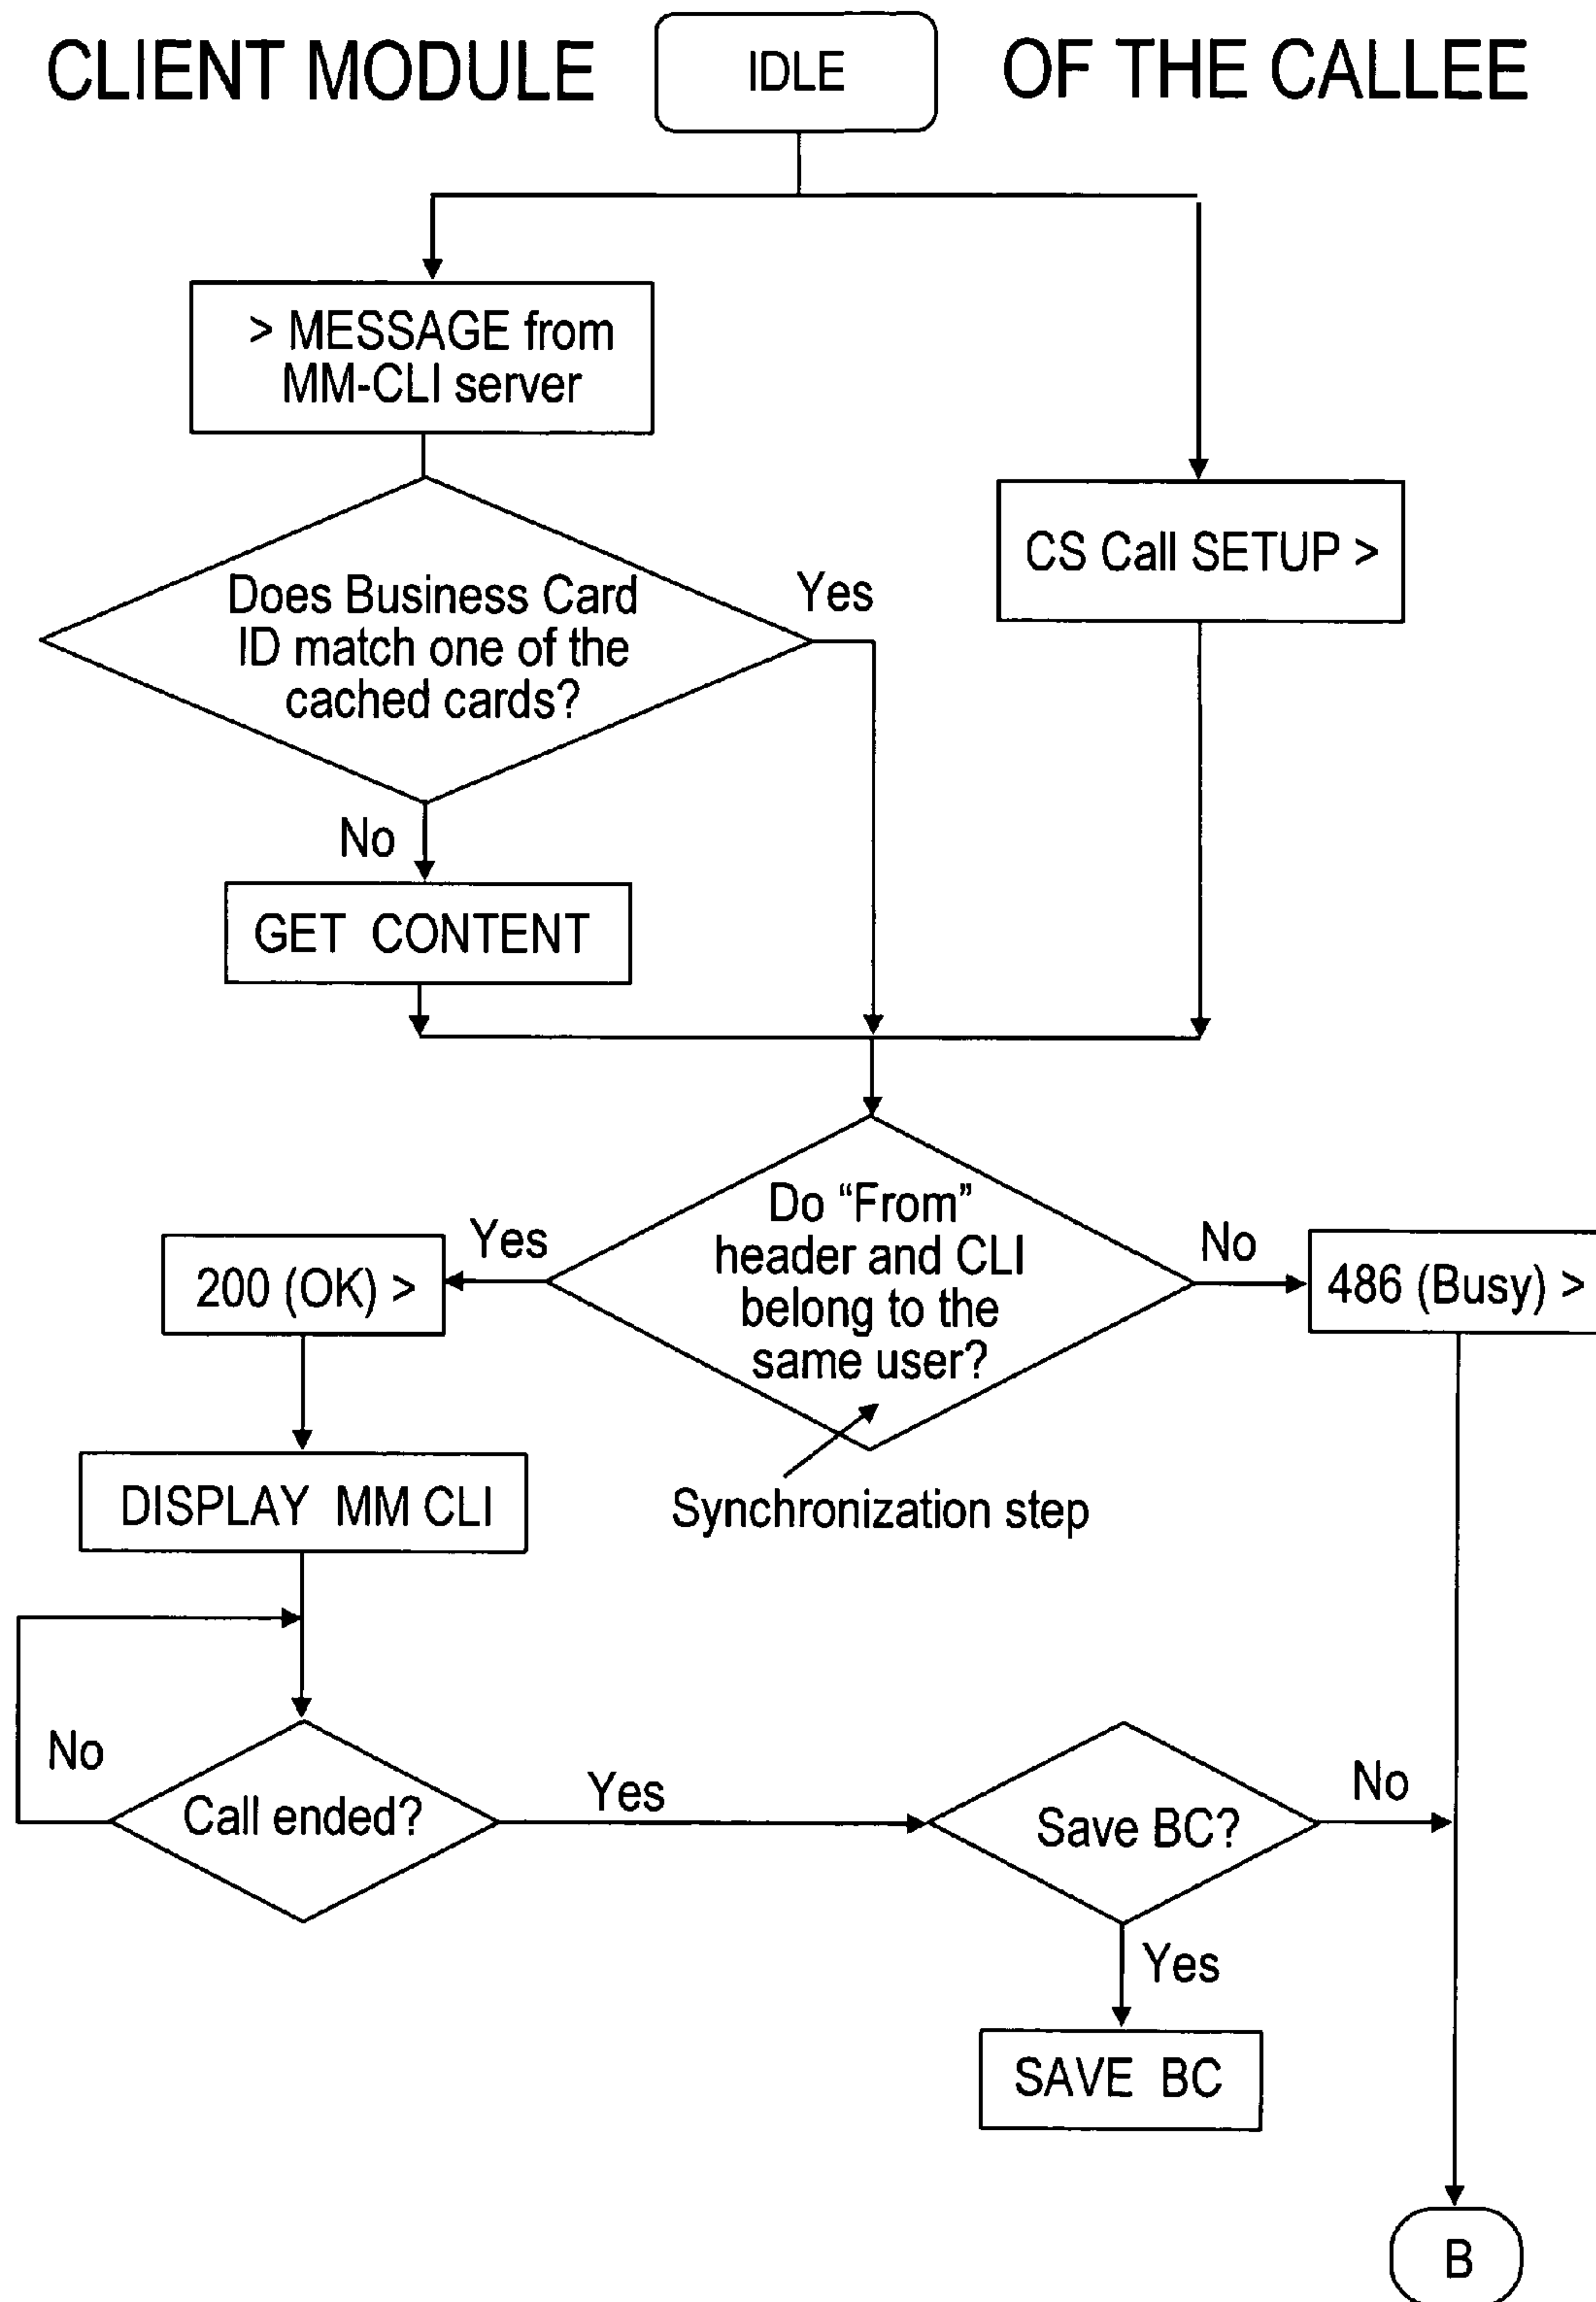 CLIENT MODULE
IDLE
OF THE CALLEE
> MESSAGE from
MM-CLI server
CS Call SETUP >
Does Business Card
ID match one of the
cached cards?
Yes
No
GET CONTENT
Do “From”
header and CLI
belong to the
same user?
Yes
No
200 (OK) >
486 (Busy) >
Synchronization step
DISPLAY MM CLI
No
Call ended?
Yes
Save BC?
No
Yes
SAVE BC
B